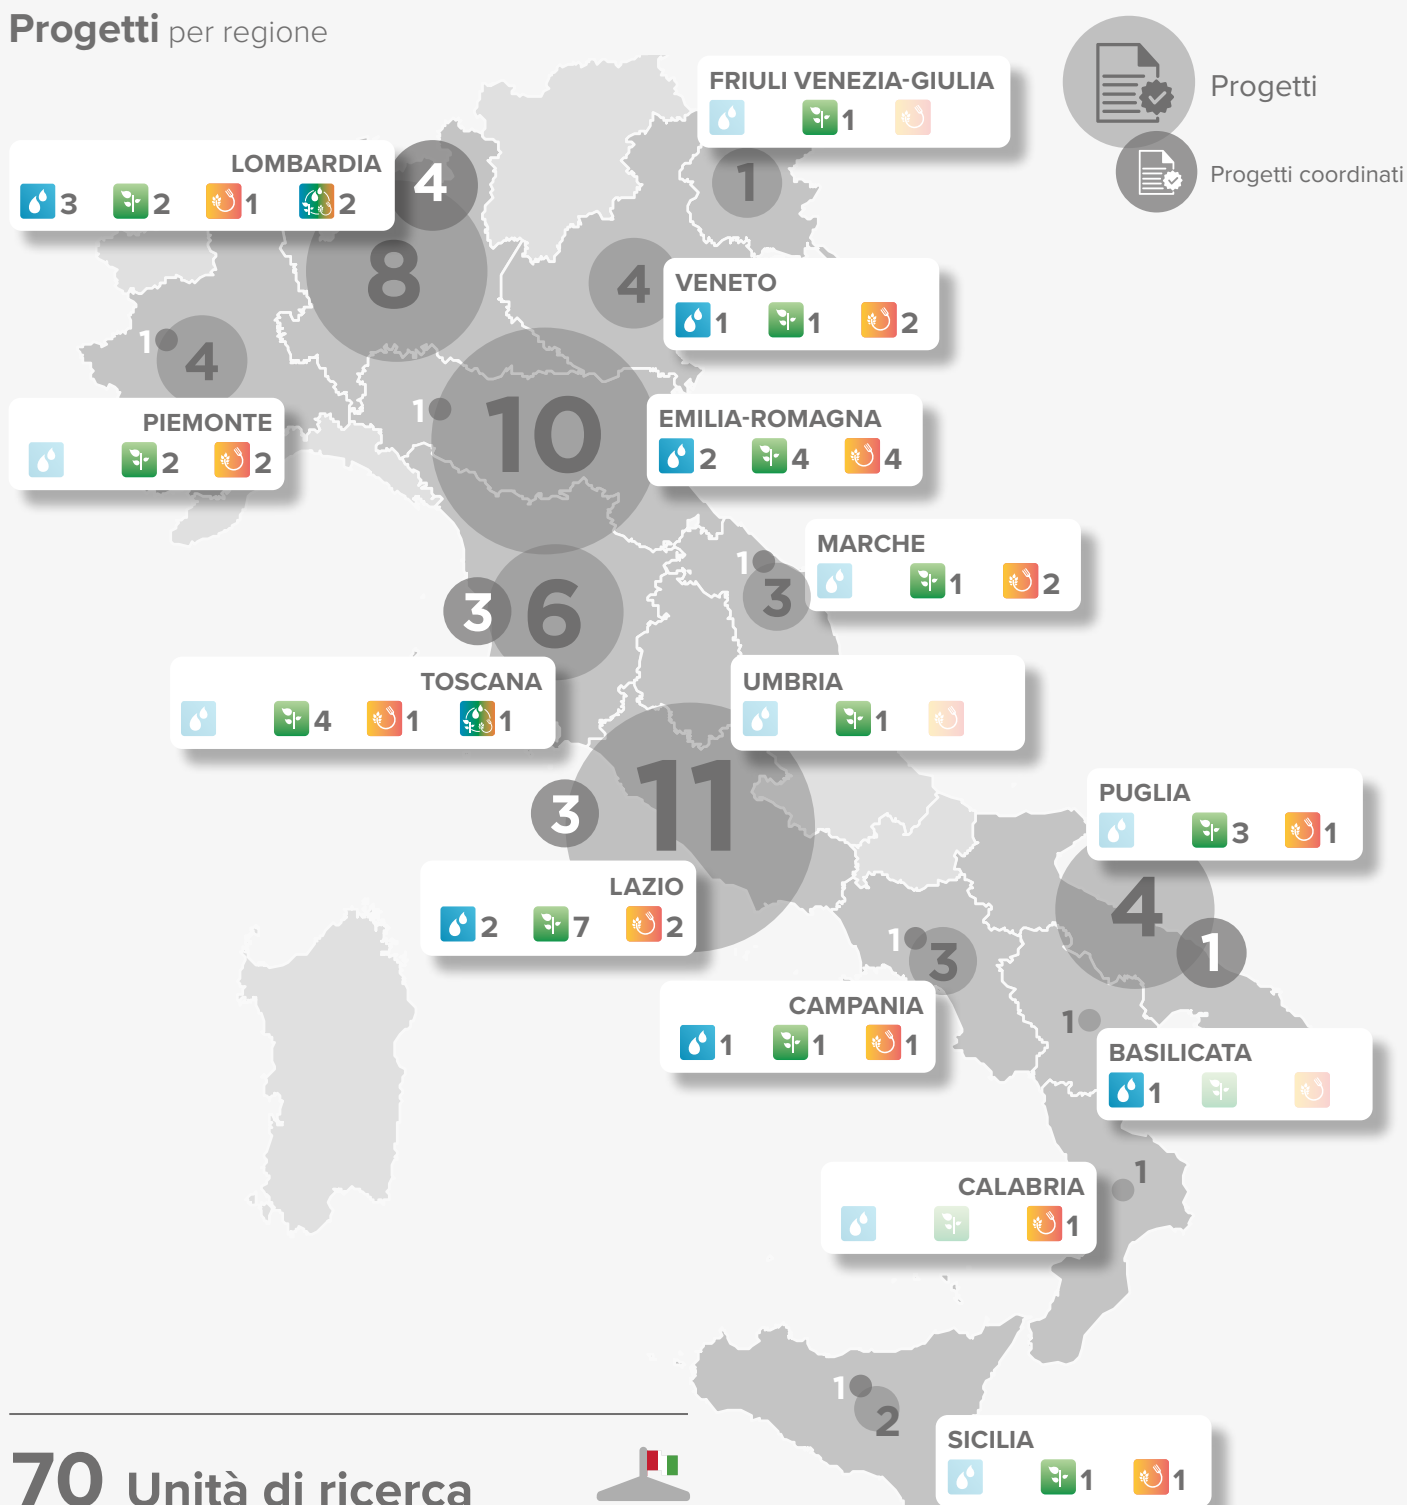 Progetti per regione
Progetti
Progetti coordinati
FRIULI VENEZIA-GIULIA
1
1
LOMBARDIA
3 2 1 2
4
8
VENETO
1 1 2
4
PIEMONTE
2 2
1
4
EMILIA-ROMAGNA
2 4 4
1
10
MARCHE
1 2
1
3
TOSCANA
4 1 1
3
6
UMBRIA
1
LAZIO
2 7 2
3
11
PUGLIA
3 1
4
1
CAMPANIA
1 1 1
1
3
BASILICATA
1
1
CALABRIA
1
1
SICILIA
1 1
1
2
70 Unità di ricerca